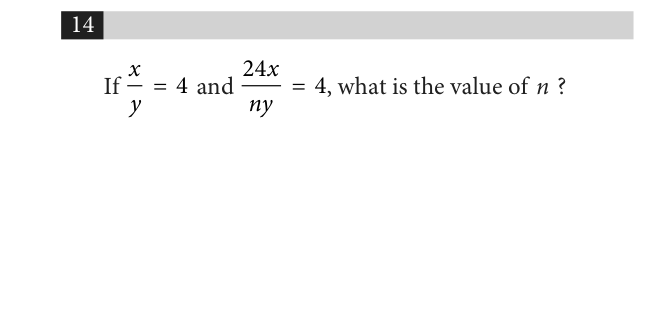 14
If x/y = 4 and 24x/ny = 4, what is the value of n ?